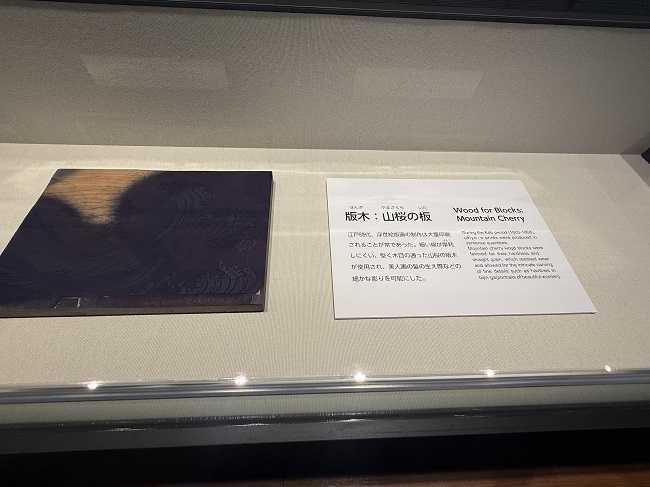 はんぎ やまざくら いた
版木：山桜の板
江戸時代、浮世絵版画の制作は大量印刷
されることが常であった。細い線が摩耗
しにくい、堅く木目の通った山桜の板木
が使用され、美人画の髪の生え際などの
細かな彫りを可能にした。
Wood for Blocks:
Mountain Cherry
During the Edo period (1603-1868),
ukiyo-e prints were produced in
immense quantities.
Mountain cherry wood blocks were
favored for their hardness and
straight grain, which resisted wear
and allowed for the intricate carving
of fine details such as hairlines in
bijin-ga(portraits of beautiful women).